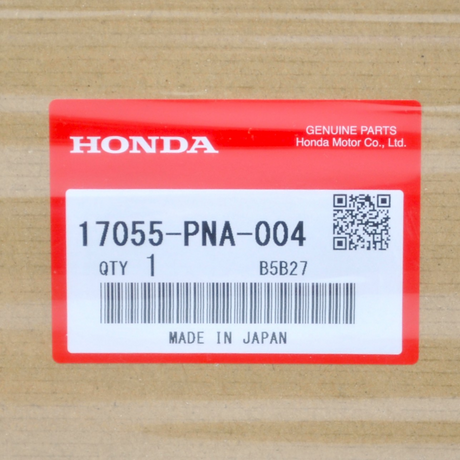 HONDA
GENUINE PARTS
Honda Motor Co., Ltd.
17055-PNA-004
QTY 1 B5B27
MADE IN JAPAN